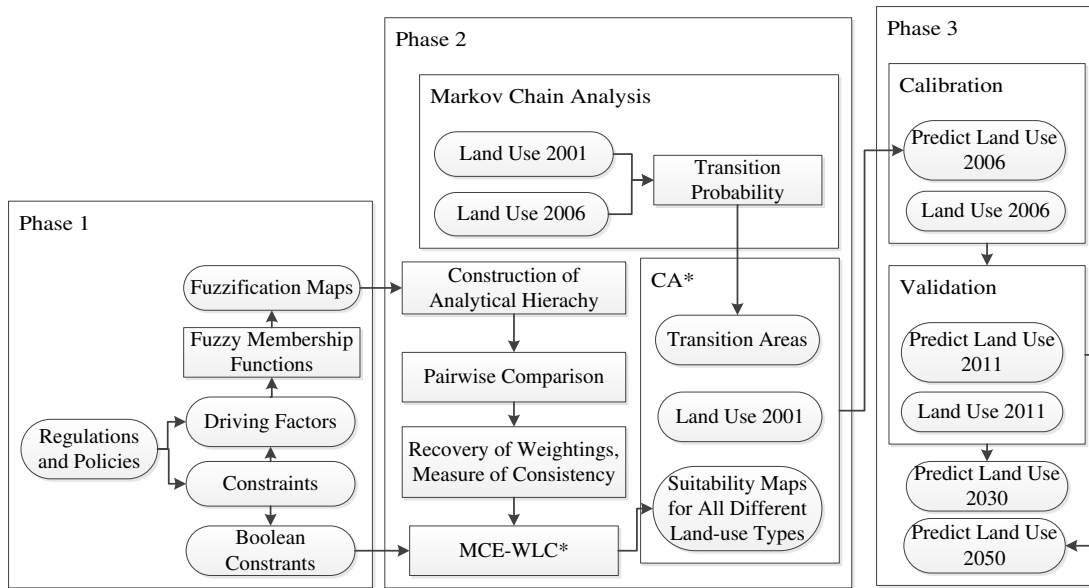 Phase 1
Fuzzification Maps
Fuzzy Membership
Functions
Driving Factors
Regulations
and Policies
Constraints
Boolean
Constrants
Phase 2
Markov Chain Analysis
Land Use 2001
Land Use 2006
Transition
Probability
Construction of
Analytical Hierachy
Pairwise Comparison
Recovery of Weightings,
Measure of Consistency
MCE-WLC*
CA*
Transition Areas
Land Use 2001
Suitability Maps
for All Different
Land-use Types
Phase 3
Calibration
Predict Land Use
2006
Land Use 2006
Validation
Predict Land Use
2011
Land Use 2011
Predict Land Use
2030
Predict Land Use
2050